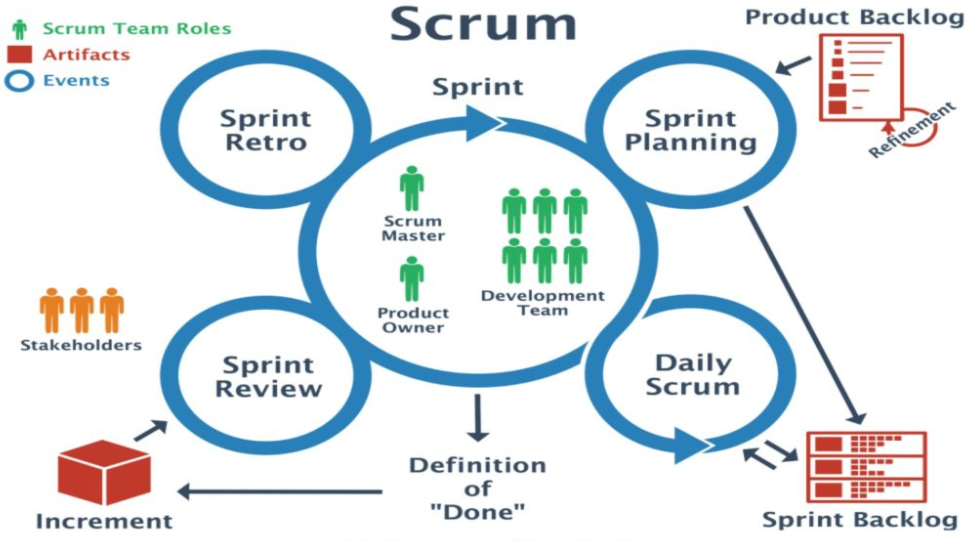 Scrum
Scrum Team Roles
Artifacts
Events
Product Backlog
Refinement
Sprint
Sprint
Retro
Sprint
Planning
Scrum
Master
Product
Owner
Development
Team
Stakeholders
Sprint
Review
Daily
Scrum
Increment
Definition
of
"Done"
Sprint Backlog